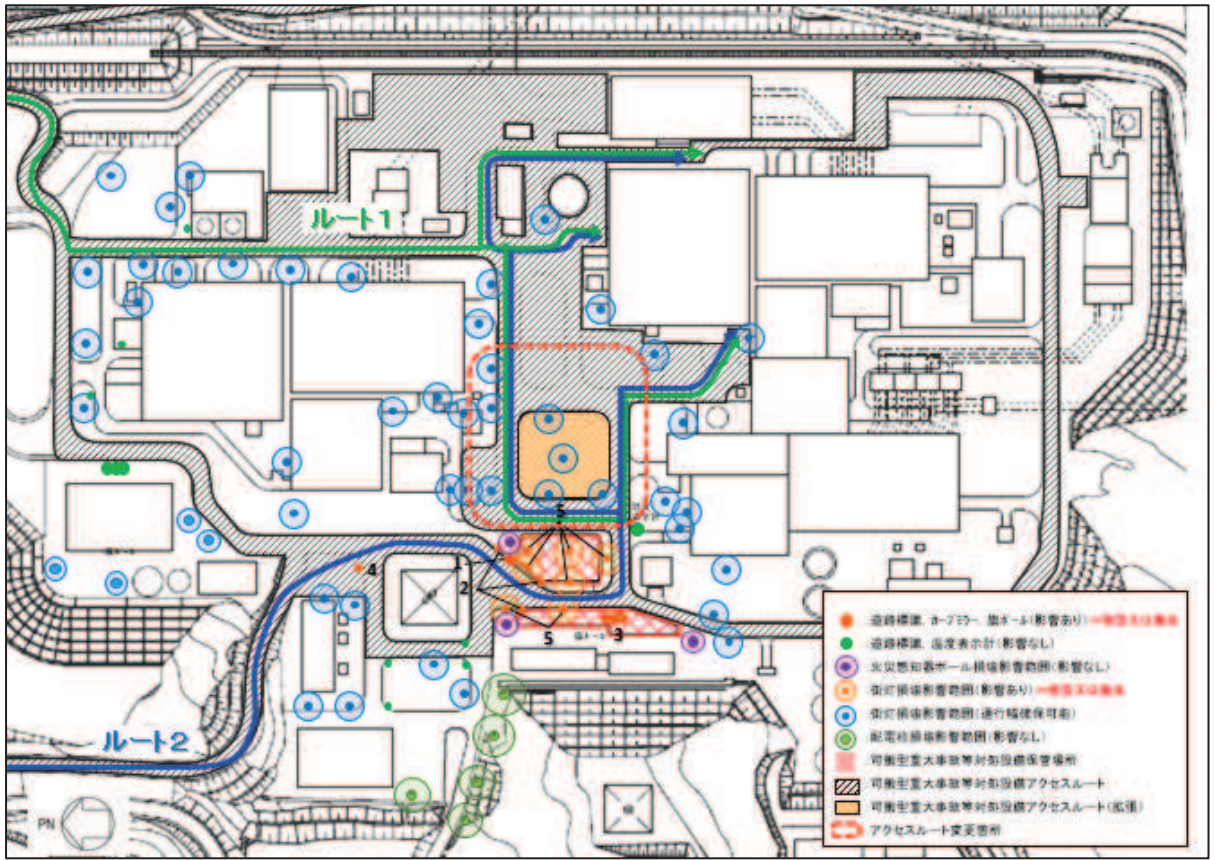 ルート1
5
1
2
4
3
5
ルート2
PN
道路標識、カーブミラー、旗ポール(影響あり)
道路標識、温度表示計(影響なし)
火災感知器ポール損壊影響範囲(影響なし)
街灯損壊影響範囲(影響あり)
街灯損壊影響範囲(通行幅確保可能)
配電柱損壊影響範囲(影響なし)
可搬型重大事故等対処設備保管場所
可搬型重大事故等対処設備アクセスルート
可搬型重大事故等対処設備アクセスルート(拡張)
アクセスルート変更箇所